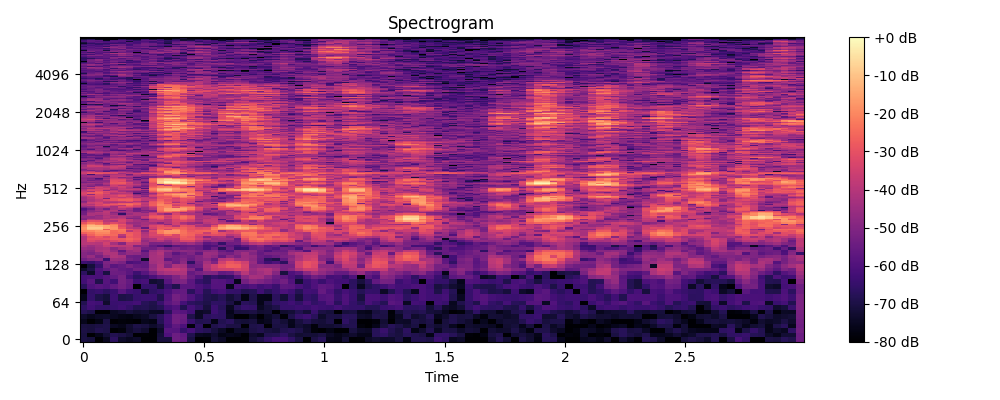 Spectrogram
Hz
4096
2048
1024
512
256
128
64
0
0
0.5
1
1.5
2
2.5
Time
+0 dB
-10 dB
-20 dB
-30 dB
-40 dB
-50 dB
-60 dB
-70 dB
-80 dB